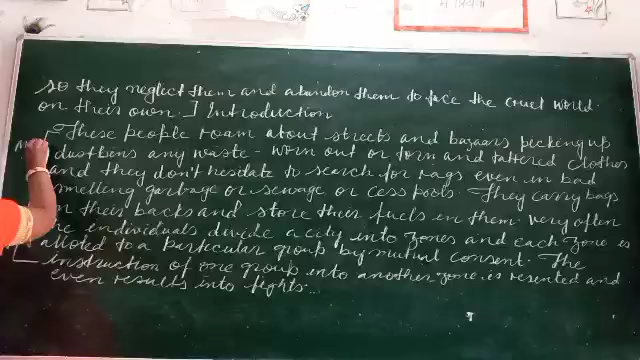 so they neglect them and abandon them to face the cruel world.
on their own.] Introduction
[These people roam about streets and bazaars pecking up
dustbins any waste - worn out or torn and tattered clothes
and they don't hesitate to search for rags even in bad
smelling garbage or sewage or cess pools. They carry bags
on their backs and store their fuels in them. Very often
individuals divide a city into zones and each zone is
alloted to a particular group by mutual consent. The
instruction of one group into another zone is resented and
even results into fights...